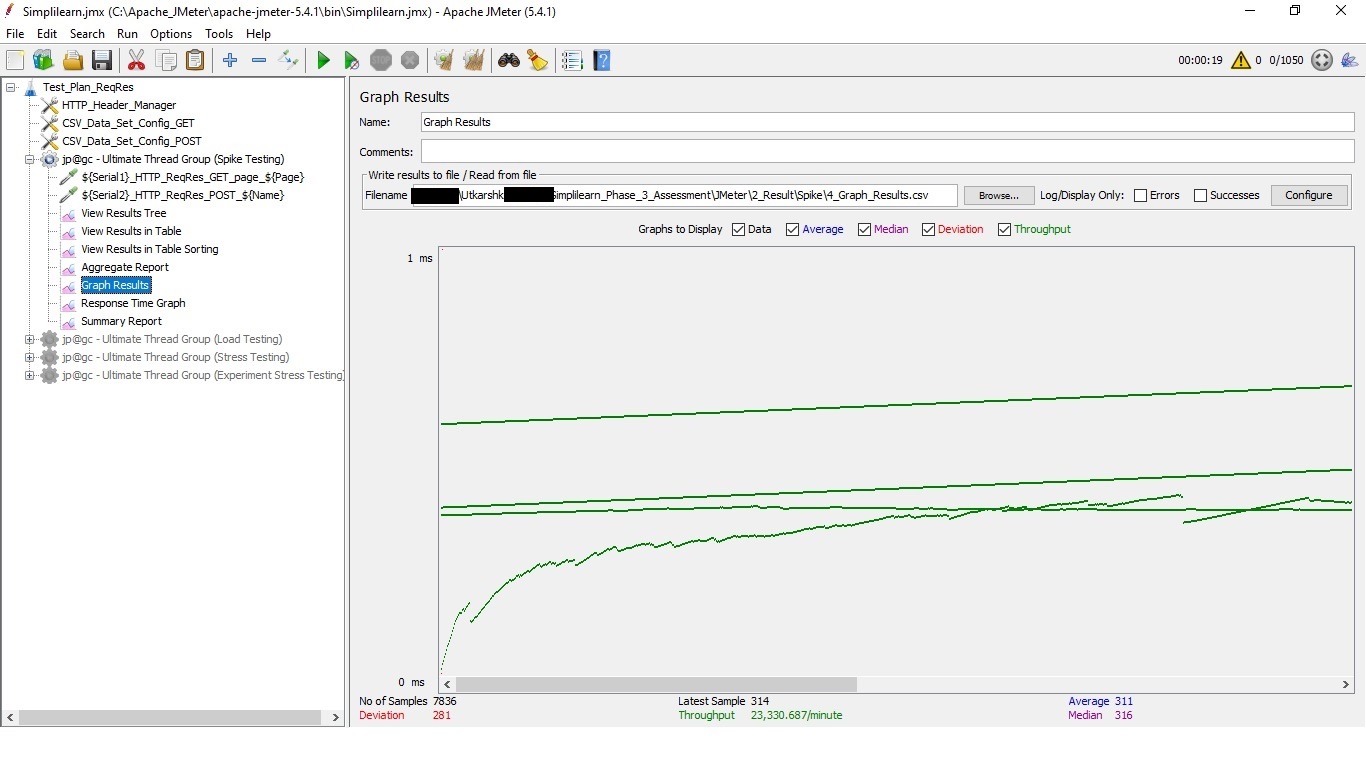 Simplilearn.jmx (C:\Apache_JMeter\apache-jmeter-5.4.1\bin\Simplilearn.jmx) - Apache JMeter (5.4.1)
File Edit Search Run Options Tools Help
STOP 00:00:19 0 0/1050
Test_Plan_ReqRes
HTTP_Header_Manager
CSV_Data_Set_Config_GET
CSV_Data_Set_Config_POST
jp@gc - Ultimate Thread Group (Spike Testing)
${Serial1}_HTTP_ReqRes_GET_page_${Page}
${Serial2}_HTTP_ReqRes_POST_${Name}
View Results Tree
View Results in Table
View Results in Table Sorting
Aggregate Report
Graph Results
Response Time Graph
Summary Report
jp@gc - Ultimate Thread Group (Load Testing)
jp@gc - Ultimate Thread Group (Stress Testing)
jp@gc - Ultimate Thread Group (Experiment Stress Testing)
Graph Results
Name: Graph Results
Comments:
Write results to file / Read from file
Filename \Utkarshk Simplilearn_Phase_3_Assessment\JMeter\2_Result\Spike\4_Graph_Results.csv Browse... Log/Display Only: Errors Successes Configure
Graphs to Display Data Average Median Deviation Throughput
1 ms
0 ms
No of Samples 7836 Latest Sample 314 Average 311
Deviation 281 Throughput 23,330.687/minute Median 316